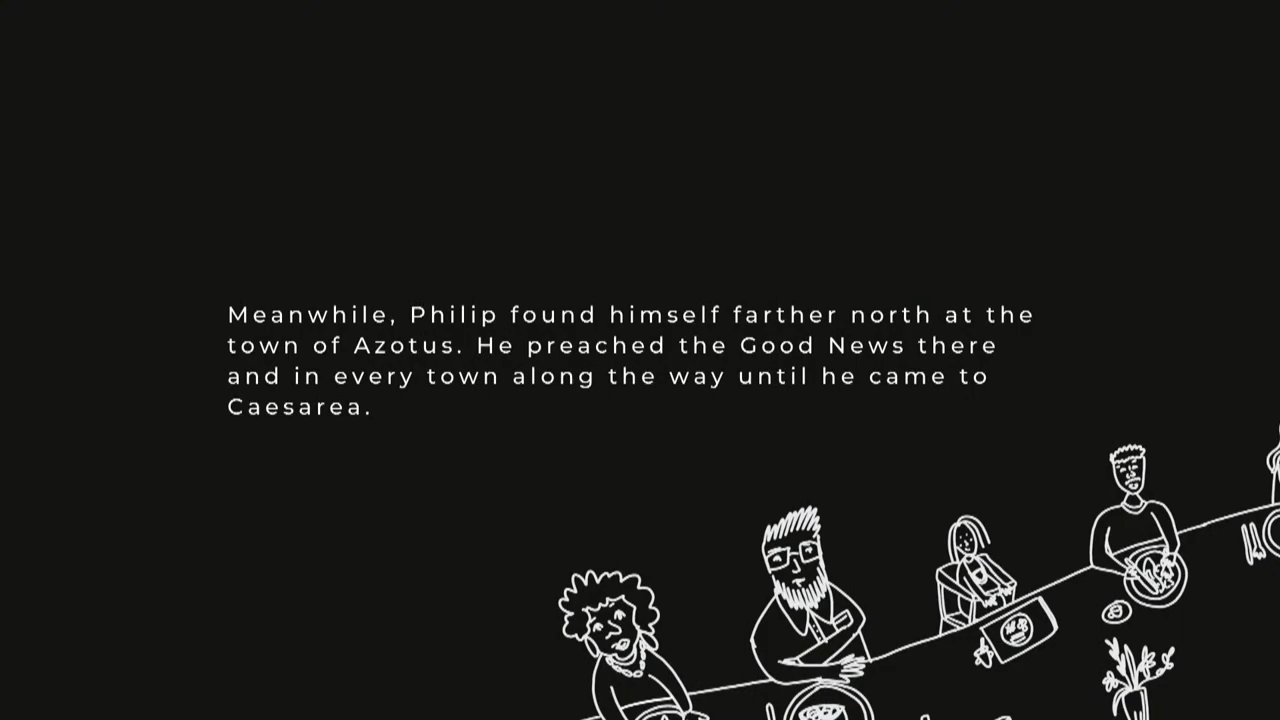 Meanwhile, Philip found himself farther north at the
town of Azotus. He preached the Good News there
and in every town along the way until he came to
Caesarea.